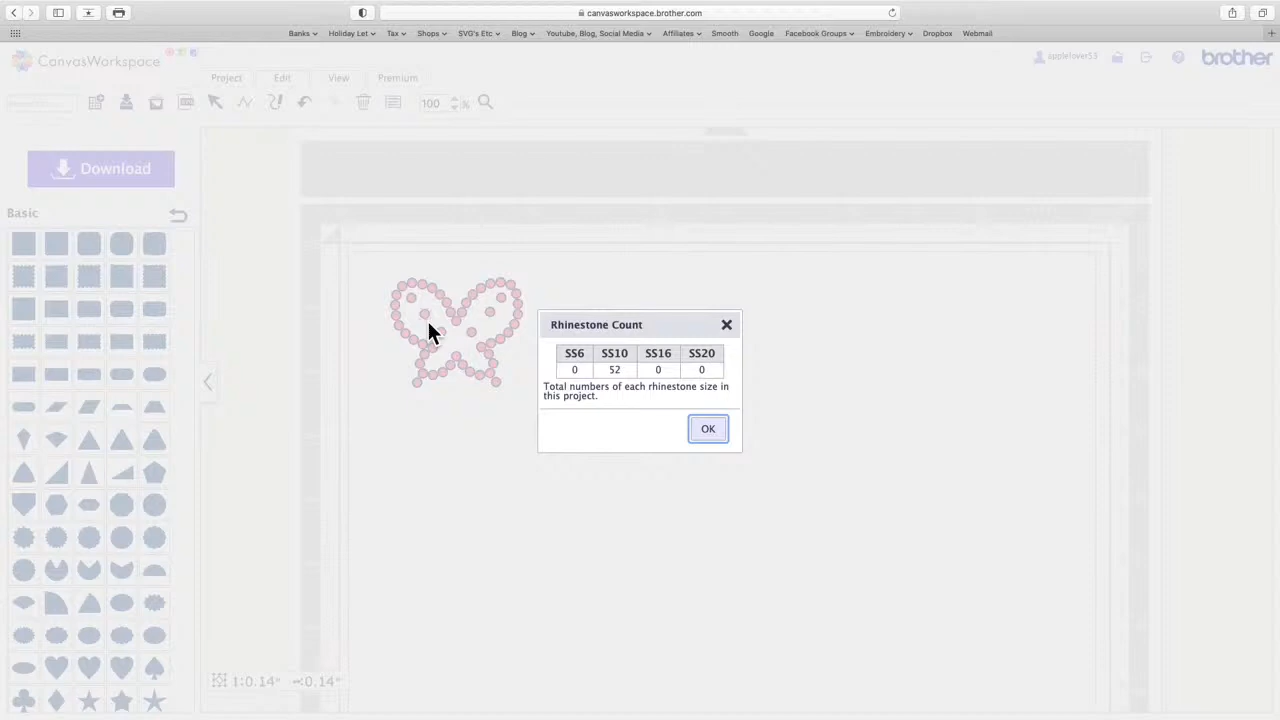 canvasworkspace.brother.com
Banks Holiday Let Tax Shops SVG's Etc Blog Youtube, Blog, Social Media Affiliates Smooth Google Facebook Groups Embroidery Dropbox Webmail
CanvasWorkspace
applelover53
brother
Project Edit View Premium
100 %
Download
Basic
Rhinestone Count
SS6 SS10 SS16 SS20
0 52 0 0
Total numbers of each rhinestone size in
this project.
OK